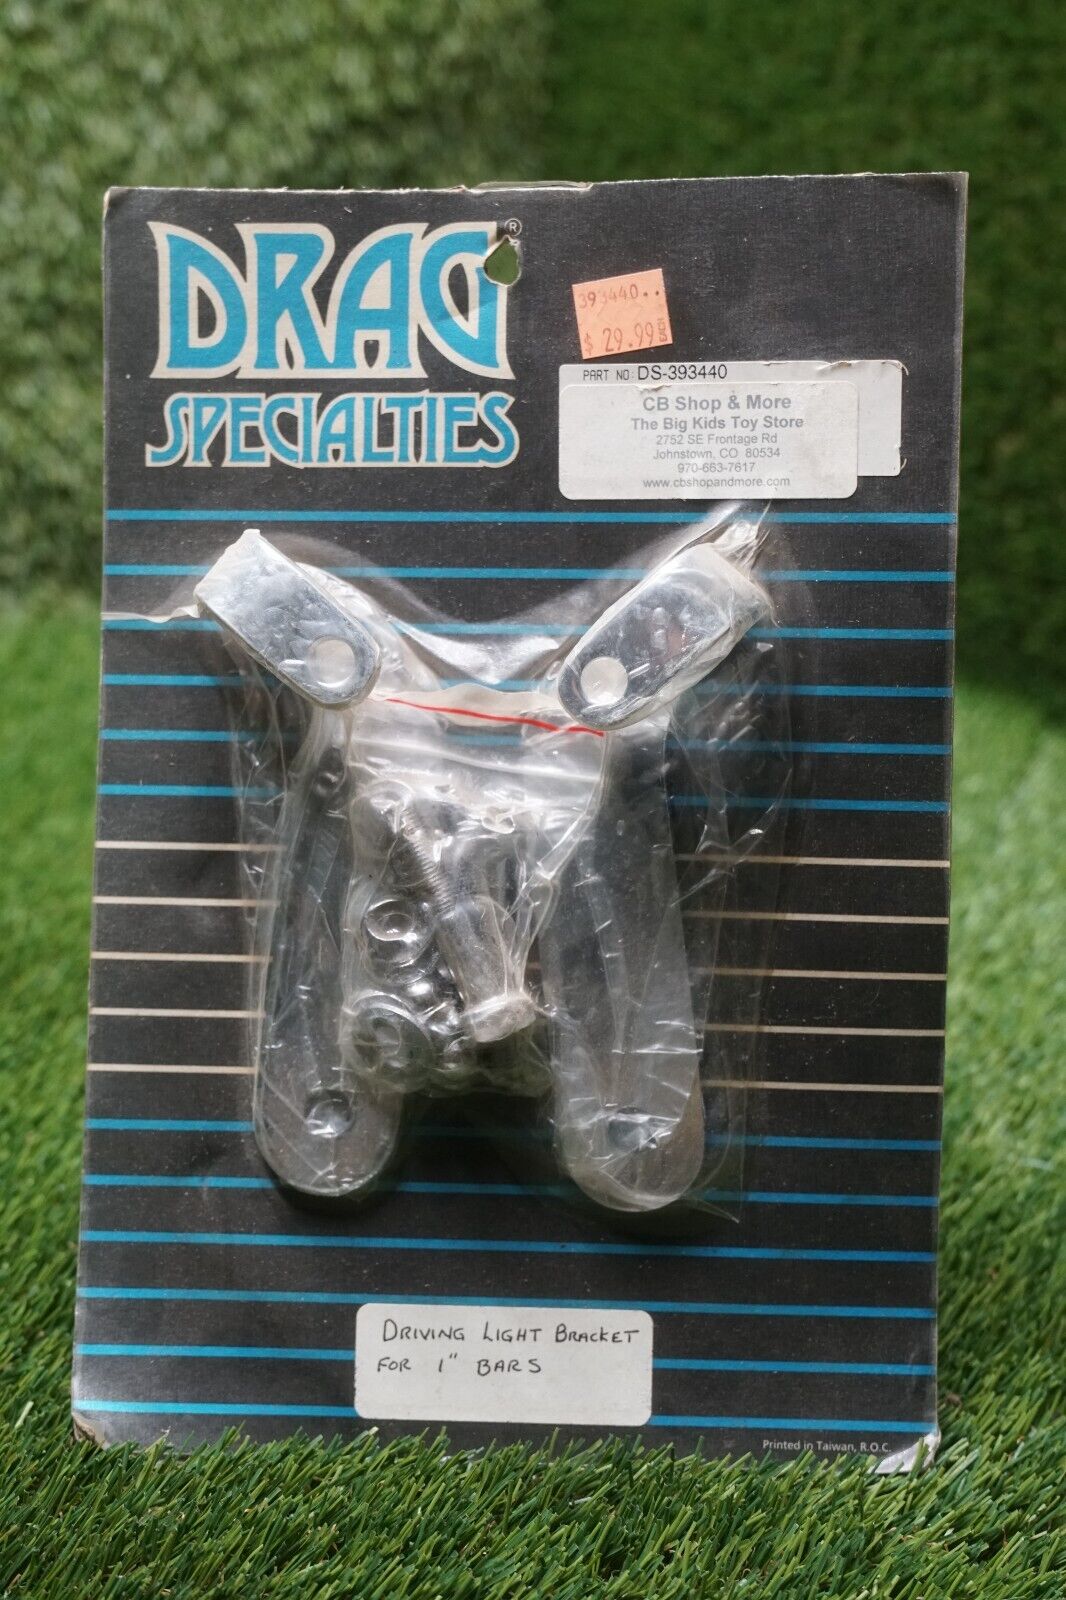 DRAG®
SPECIALTIES
393440..
$ 29.99 EACH
PART NO: DS-393440
CB Shop & More
The Big Kids Toy Store
2752 SE Frontage Rd
Johnstown, CO 80534
970-663-7617
www.cbshopandmore.com
DRIVING LIGHT BRACKET
FOR 1" BARS
Printed in Taiwan, R.O.C.